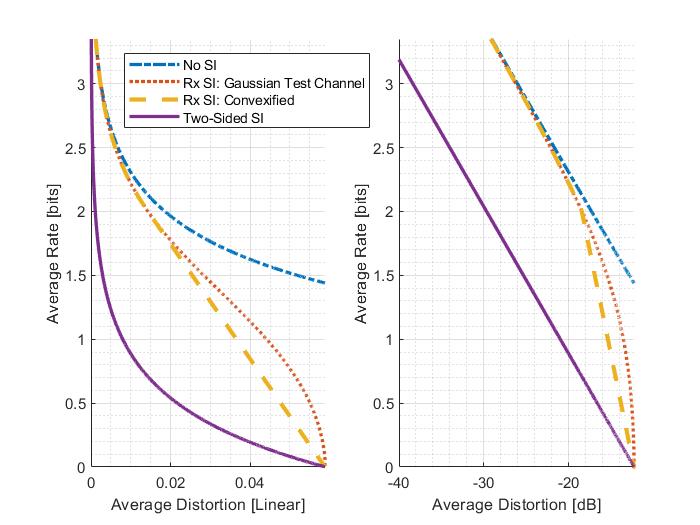 No SI
Rx SI: Gaussian Test Channel
Rx SI: Convexified
Two-Sided SI
Average Rate [bits]
3
2.5
2
1.5
1
0.5
0
0 0.02 0.04
Average Distortion [Linear]
Average Rate [bits]
3
2.5
2
1.5
1
0.5
0
-40 -30 -20
Average Distortion [dB]